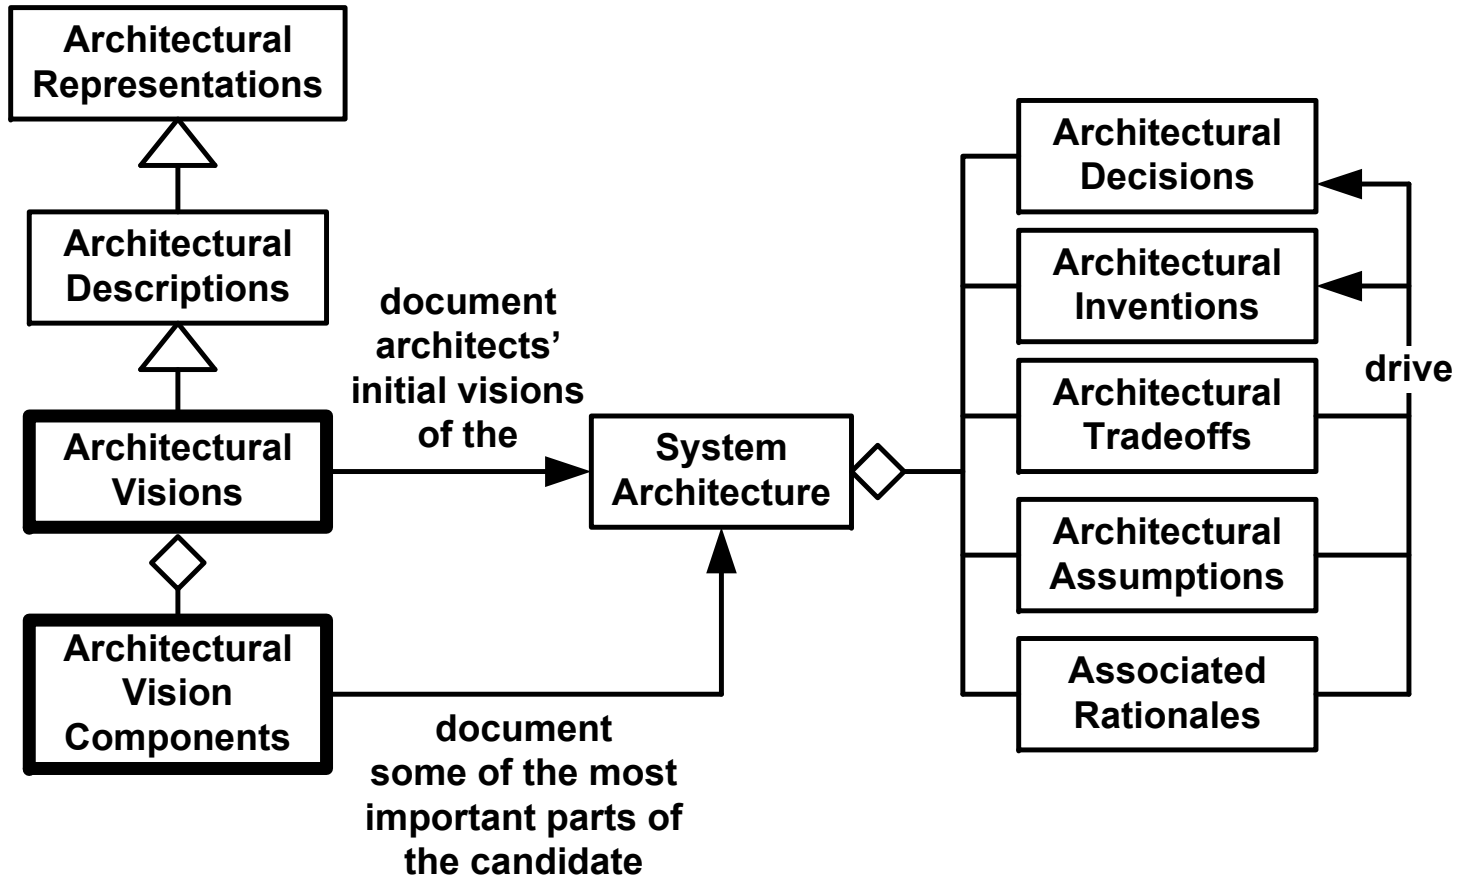 Architectural
Representations
Architectural
Descriptions
Architectural
Visions
Architectural
Vision
Components
document
architects’
initial visions
of the
document
some of the most
important parts of
the candidate
System
Architecture
Architectural
Decisions
Architectural
Inventions
Architectural
Tradeoffs
Architectural
Assumptions
Associated
Rationales
drive